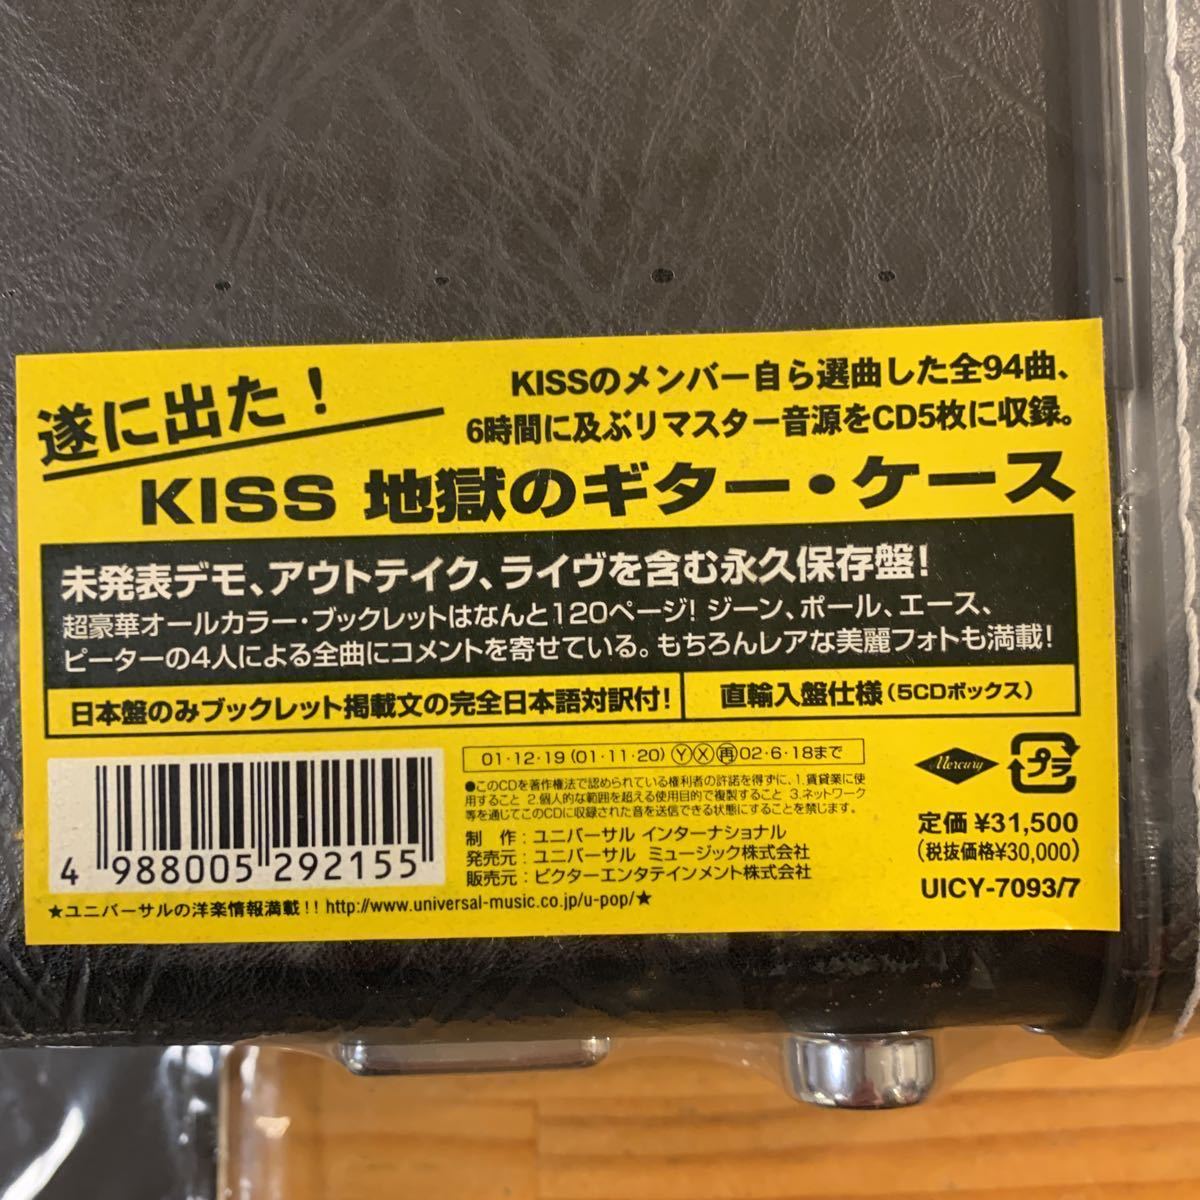 遂に出た！
KISSのメンバー自ら選曲した全94曲、
6時間に及ぶリマスター音源をCD5枚に収録。
KISS 地獄のギター・ケース
未発表デモ、アウトテイク、ライヴを含む永久保存盤!
超豪華オールカラー・ブックレットはなんと120ページ! ジーン、ポール、エース、
ピーターの4人による全曲にコメントを寄せている。もちろんレアな美麗フォトも満載!
日本盤のみブックレット掲載文の完全日本語対訳付!
直輸入盤仕様（5CDボックス）
01・12・19 (01・11・20) Ⓨ Ⓧ 再 02・6・18まで
●このCDを著作権法で認められている権利者の許諾を得ずに、1.賃貸業に使
用すること 2.個人的な範囲を超える使用目的で複製すること 3.ネットワーク
等を通じてこのCDに収録された音を送信できる状態にすることを禁じます。
制 作：ユニバーサル インターナショナル
発売元：ユニバーサル ミュージック株式会社
販売元：ビクターエンタテインメント株式会社
Mercury
プラ
定価 ¥31,500
(税抜価格¥30,000)
UICY-7093/7
4 988005 292155
★ユニバーサルの洋楽情報満載!! http://www.universal-music.co.jp/u-pop/★